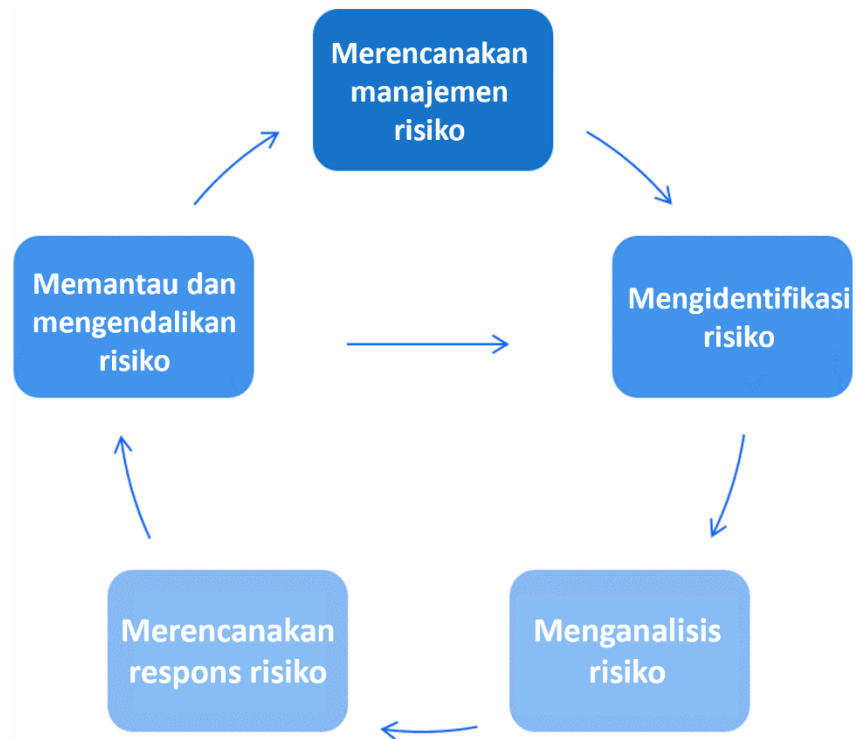 Merencanakan
manajemen
risiko
Memantau dan
mengendalikan
risiko
Mengidentifikasi
risiko
Merencanakan
respons risiko
Menganalisis
risiko